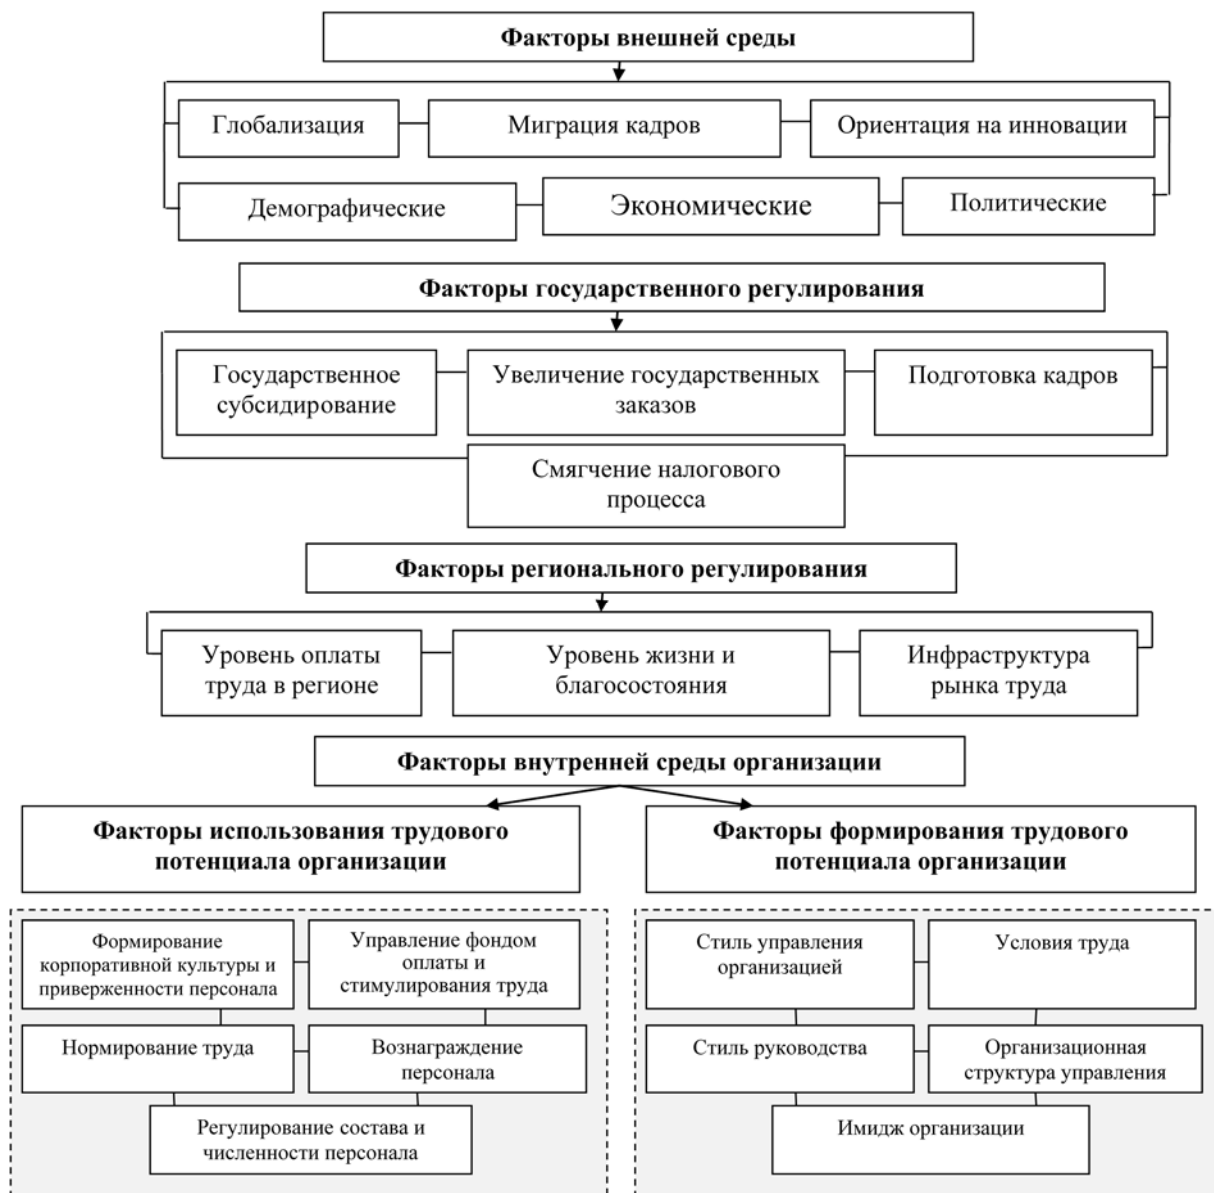 Факторы внешней среды
Глобализация
Миграция кадров
Ориентация на инновации
Демографические
Экономические
Политические
Факторы государственного регулирования
Государственное
субсидирование
Увеличение государственных
заказов
Подготовка кадров
Смягчение налогового
процесса
Факторы регионального регулирования
Уровень оплаты
труда в регионе
Уровень жизни и
благосостояния
Инфраструктура
рынка труда
Факторы внутренней среды организации
Факторы использования трудового
потенциала организации
Факторы формирования трудового
потенциала организации
Формирование
корпоративной культуры и
приверженности персонала
Управление фондом
оплаты и
стимулирования труда
Нормирование труда
Вознаграждение
персонала
Регулирование состава и
численности персонала
Стиль управления
организацией
Условия труда
Стиль руководства
Организационная
структура управления
Имидж организации